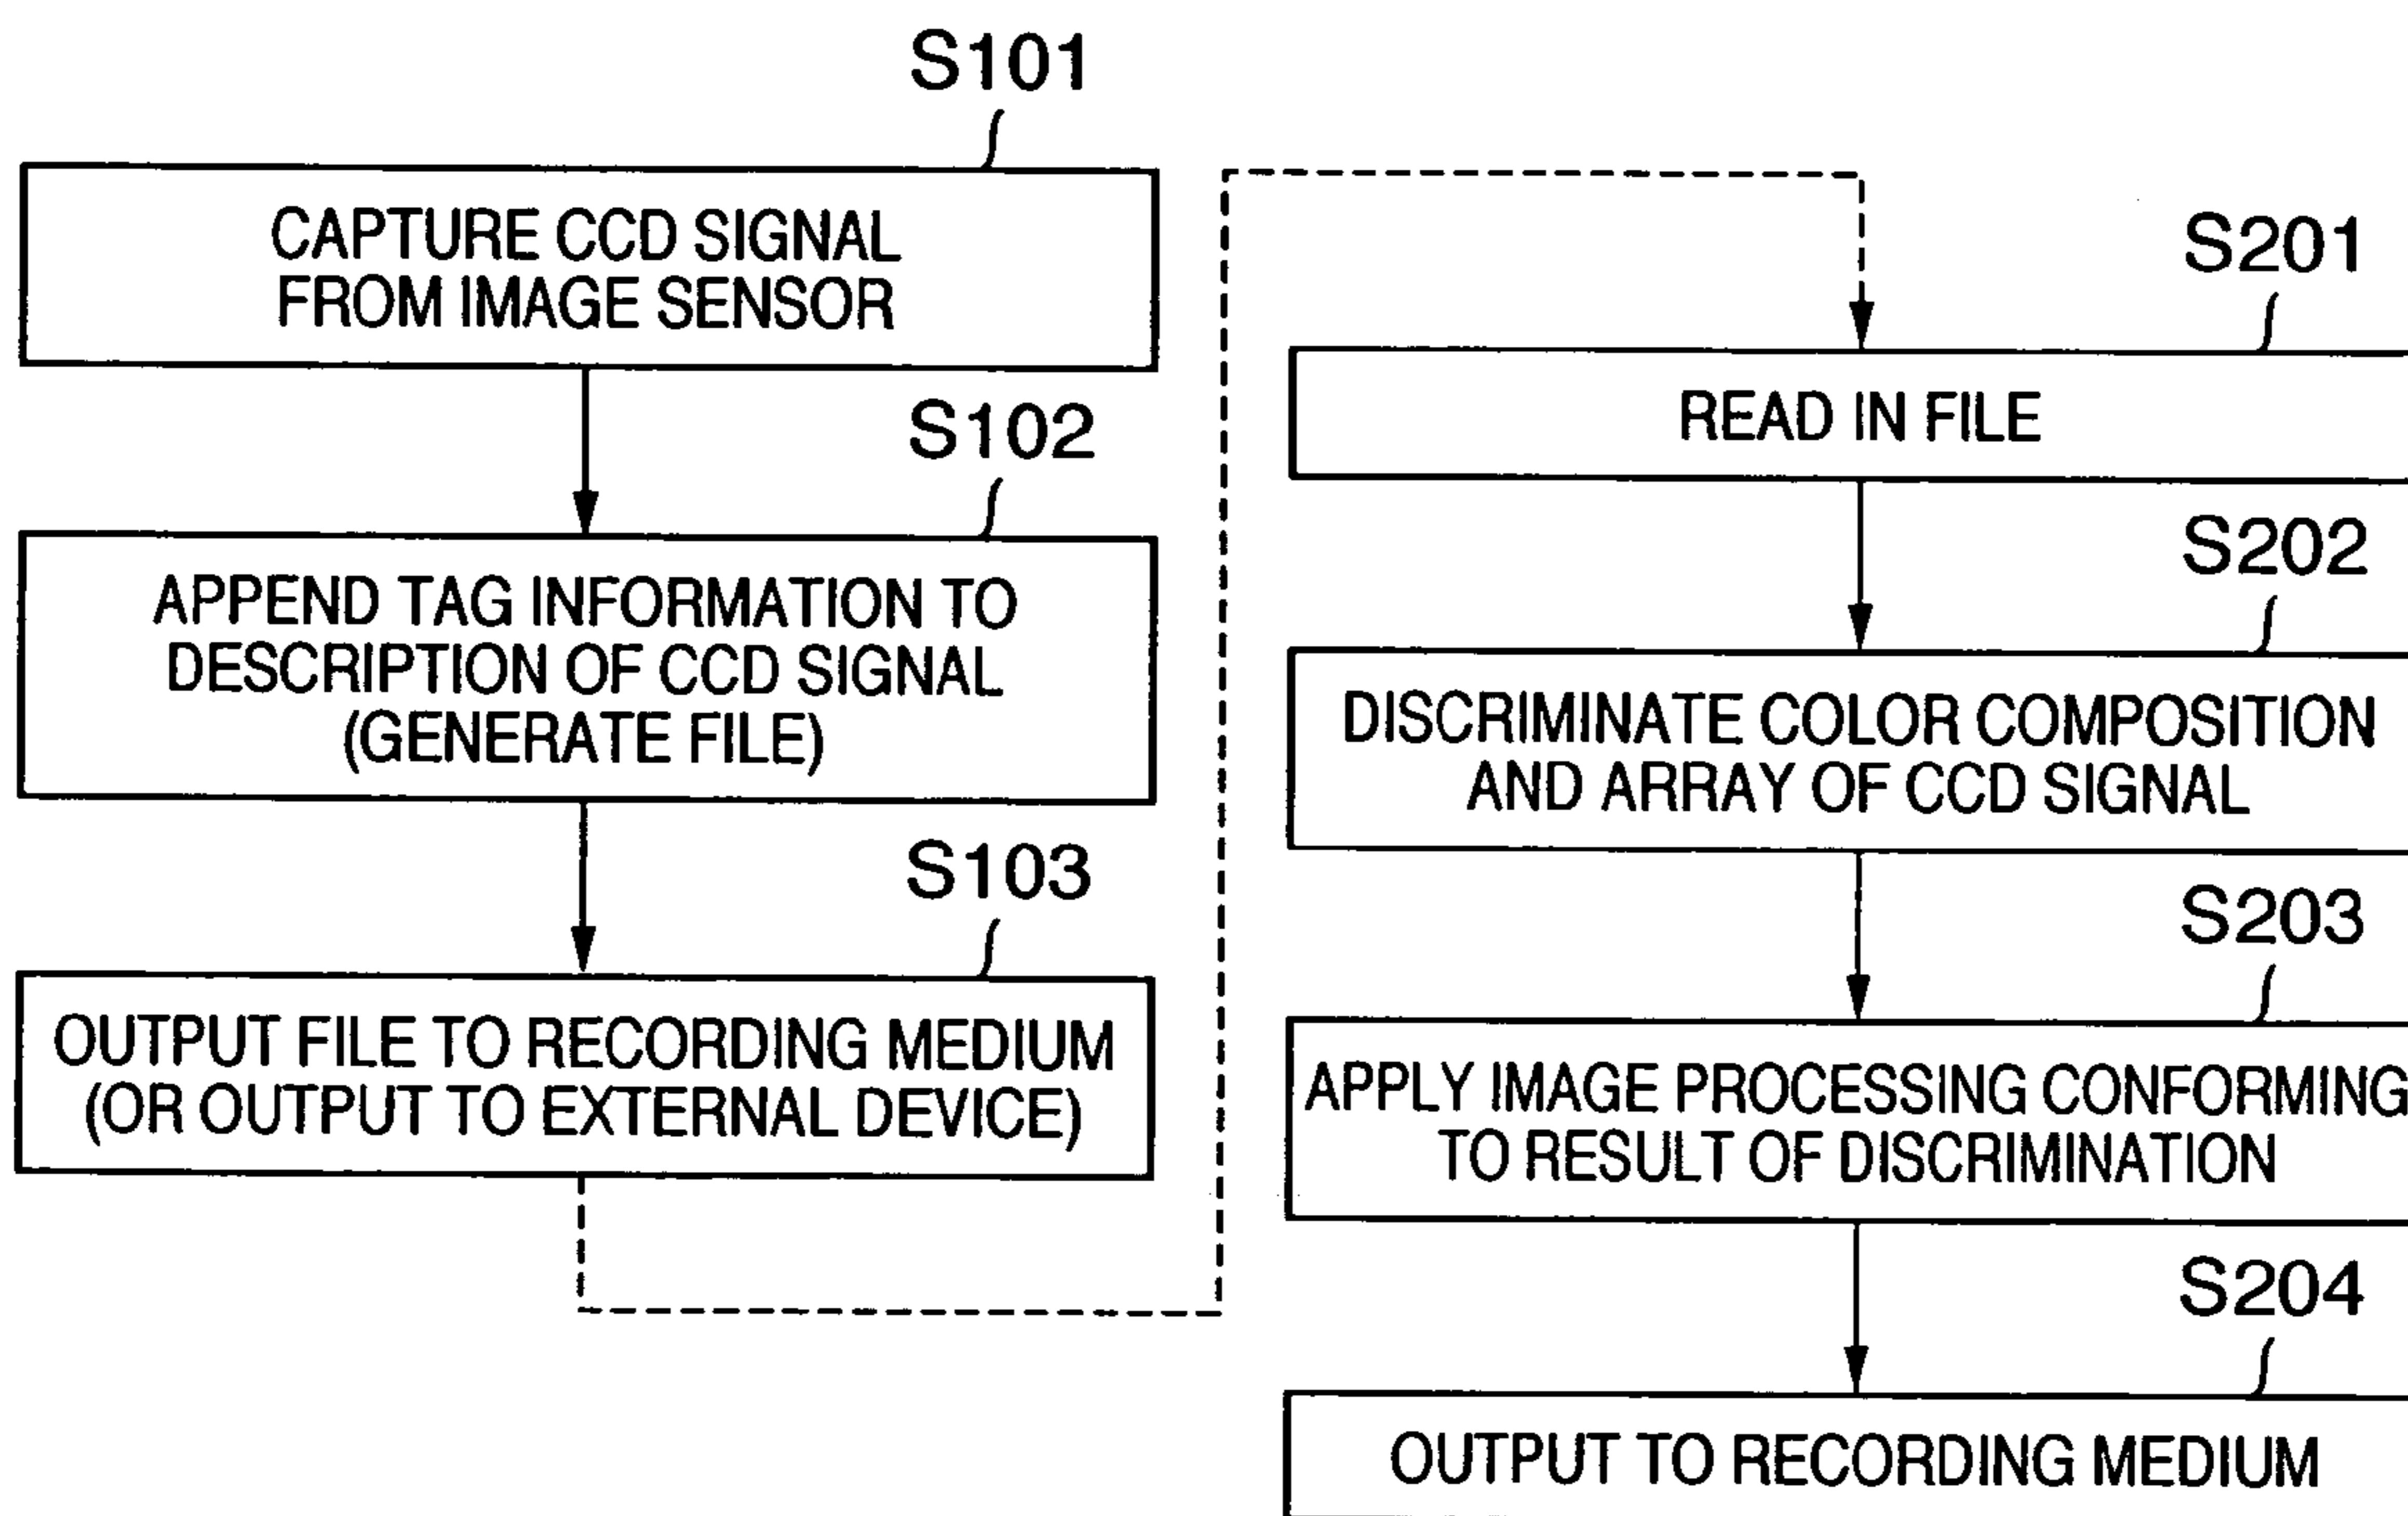 S101
CAPTURE CCD SIGNAL
FROM IMAGE SENSOR
S102
APPEND TAG INFORMATION TO
DESCRIPTION OF CCD SIGNAL
(GENERATE FILE)
S103
OUTPUT FILE TO RECORDING MEDIUM
(OR OUTPUT TO EXTERNAL DEVICE)
S201
READ IN FILE
S202
DISCRIMINATE COLOR COMPOSITION
AND ARRAY OF CCD SIGNAL
S203
APPLY IMAGE PROCESSING CONFORMING
TO RESULT OF DISCRIMINATION
S204
OUTPUT TO RECORDING MEDIUM